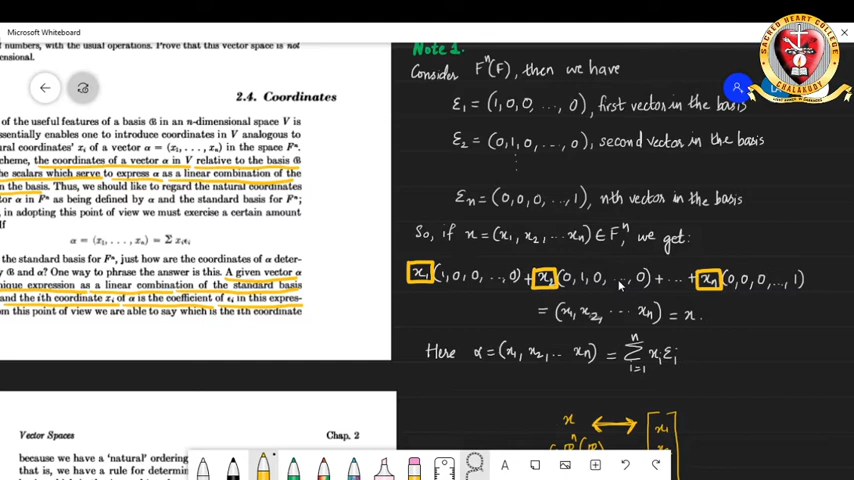 Microsoft Whiteboard
of numbers, with the usual operations. Prove that this vector space is not
ensional.
2.4. Coordinates
of the useful features of a basis ℬ in an n-dimensional space V is
ssentially enables one to introduce coordinates in V analogous to
ural coordinates' xᵢ of a vector α = (x₁, . . . , xₙ) in the space Fⁿ.
cheme, the coordinates of a vector α in V relative to the basis ℬ
the scalars which serve to express α as a linear combination of the
in the basis. Thus, we should like to regard the natural coordinates
tor α in Fⁿ as being defined by α and the standard basis for Fⁿ;
, in adopting this point of view we must exercise a certain amount
If
α = (x₁, . . . , xₙ) = Σ xᵢϵᵢ
the standard basis for Fⁿ, just how are the coordinates of α deter-
y ℬ and α? One way to phrase the answer is this. A given vector α
nique expression as a linear combination of the standard basis
and the ith coordinate xᵢ of α is the coefficient of ϵᵢ in this expres-
om this point of view we are able to say which is the ith coordinate
Vector Spaces
Chap. 2
because we have a 'natural' ordering
that is, we have a rule for determin
Note 1.
Consider Fⁿ(F), then we have
ε₁ = (1, 0, 0, ..., 0), first vector in the basis
ε₂ = (0, 1, 0, ..., 0), second vector in the basis
⋮
εₙ = (0, 0, 0, ..., 1), nth vector in the basis
So, if x = (x₁, x₂, ... xₙ) ∈ Fⁿ, we get:
x₁ (1, 0, 0, ..., 0) + x₂ (0, 1, 0, ..., 0) + ... + xₙ (0, 0, 0, ..., 1)
= (x₁, x₂, ... xₙ) = x.
Here α = (x₁, x₂, ... xₙ) = Σⁿᵢ₌₁ xᵢ εᵢ
x ⟷ [x₁
SACRED HEART COLLEGE
CHALAKUDY